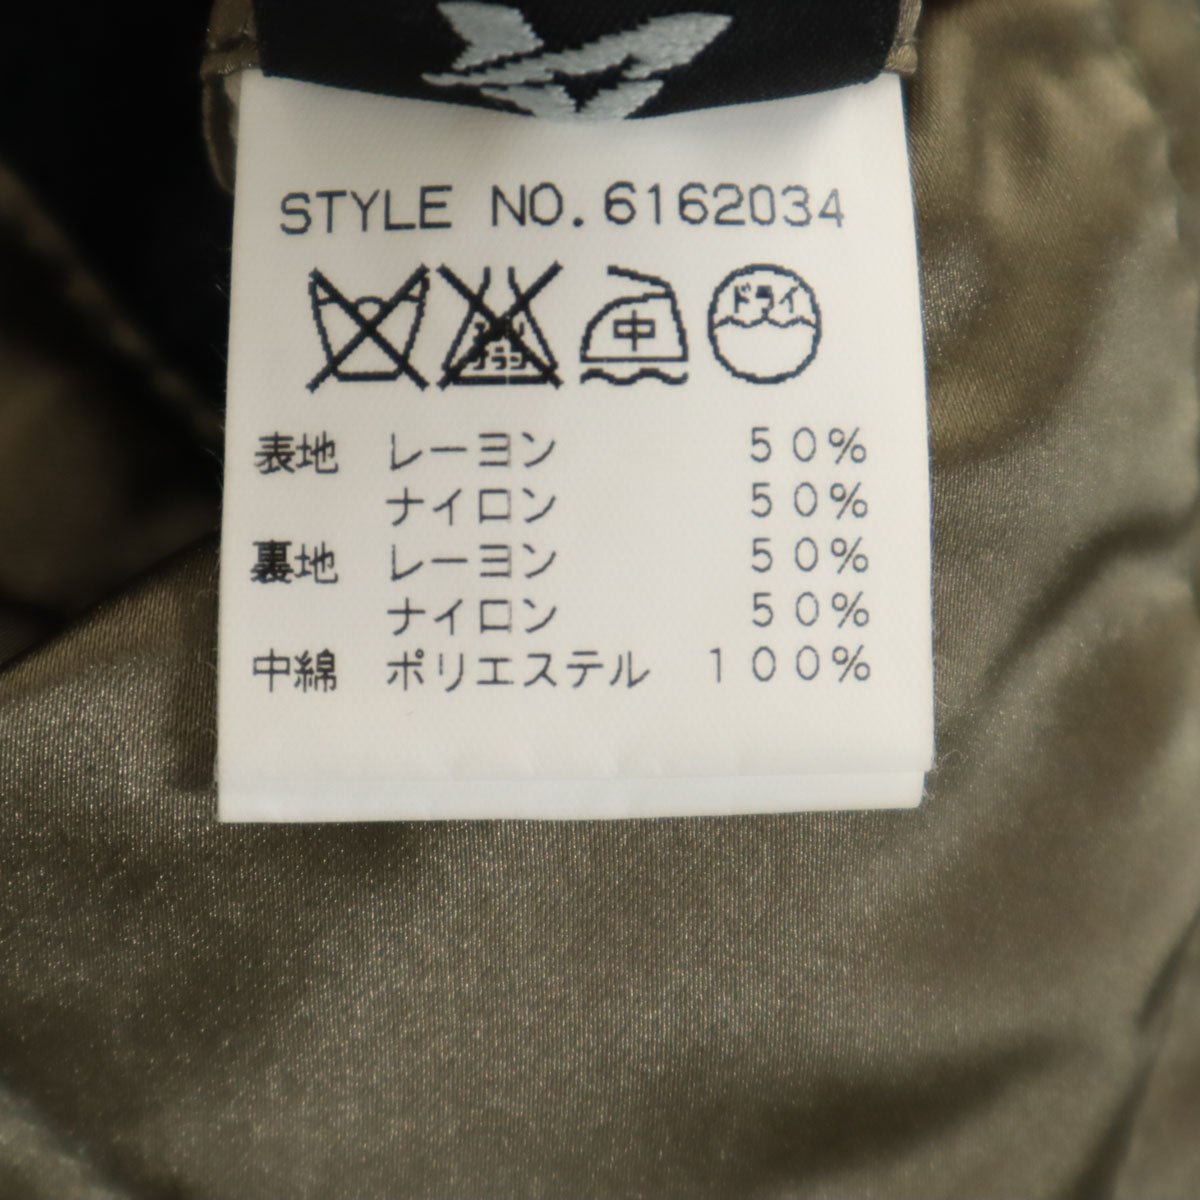 STYLE NO.6162034
中 ドライ
表地 レーヨン 50%
ナイロン 50%
裏地 レーヨン 50%
ナイロン 50%
中綿 ポリエステル 100%